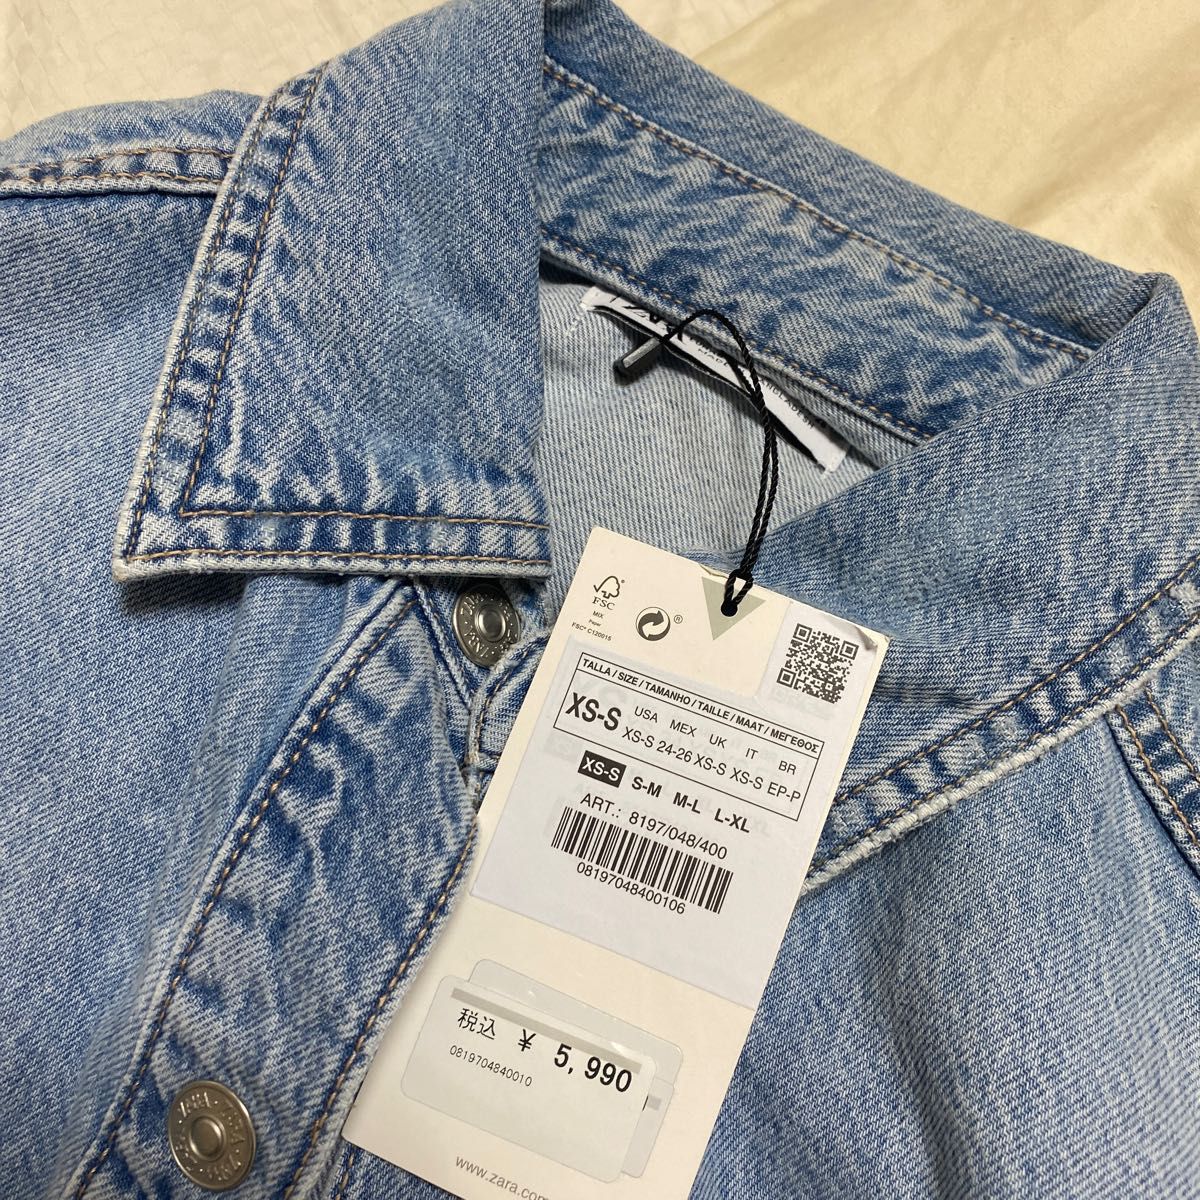 ZARA
FSC
MIX
Paper
FSC® C120015
®
TALLA / SIZE / TAMANHO / TAILLE / MAAT / ΜΕΓΕΘΟΣ
XS-S
USA MEX UK IT BR
XS-S 24-26 XS-S XS-S EP-P
XS-S S-M M-L L-XL
ART.: 8197/048/400
08197048400106
税込 ¥ 5,990
0819704840010
www.zara.com
ZARA